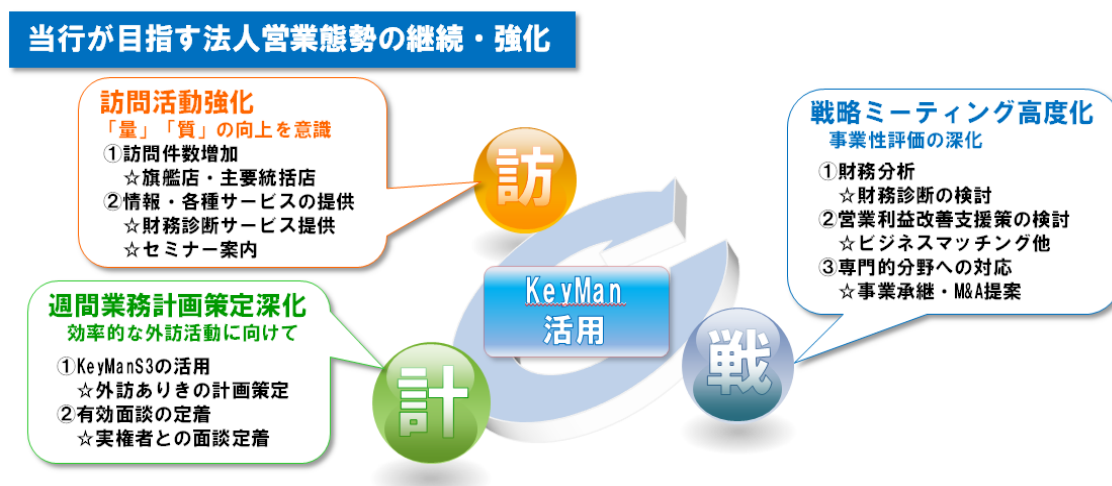 当行が目指す法人営業態勢の継続・強化
訪問活動強化
「量」「質」の向上を意識
①訪問件数増加
☆旗艦店・主要統括店
②情報・各種サービスの提供
☆財務診断サービス提供
☆セミナー案内
訪
戦略ミーティング高度化
事業性評価の深化
①財務分析
☆財務診断の検討
②営業利益改善支援策の検討
☆ビジネスマッチング他
③専門的分野への対応
☆事業承継・M&A提案
KeyMan
活用
週間業務計画策定深化
効率的な外訪活動に向けて
①KeyManS3の活用
☆外訪ありきの計画策定
②有効面談の定着
☆実権者との面談定着
計
戦